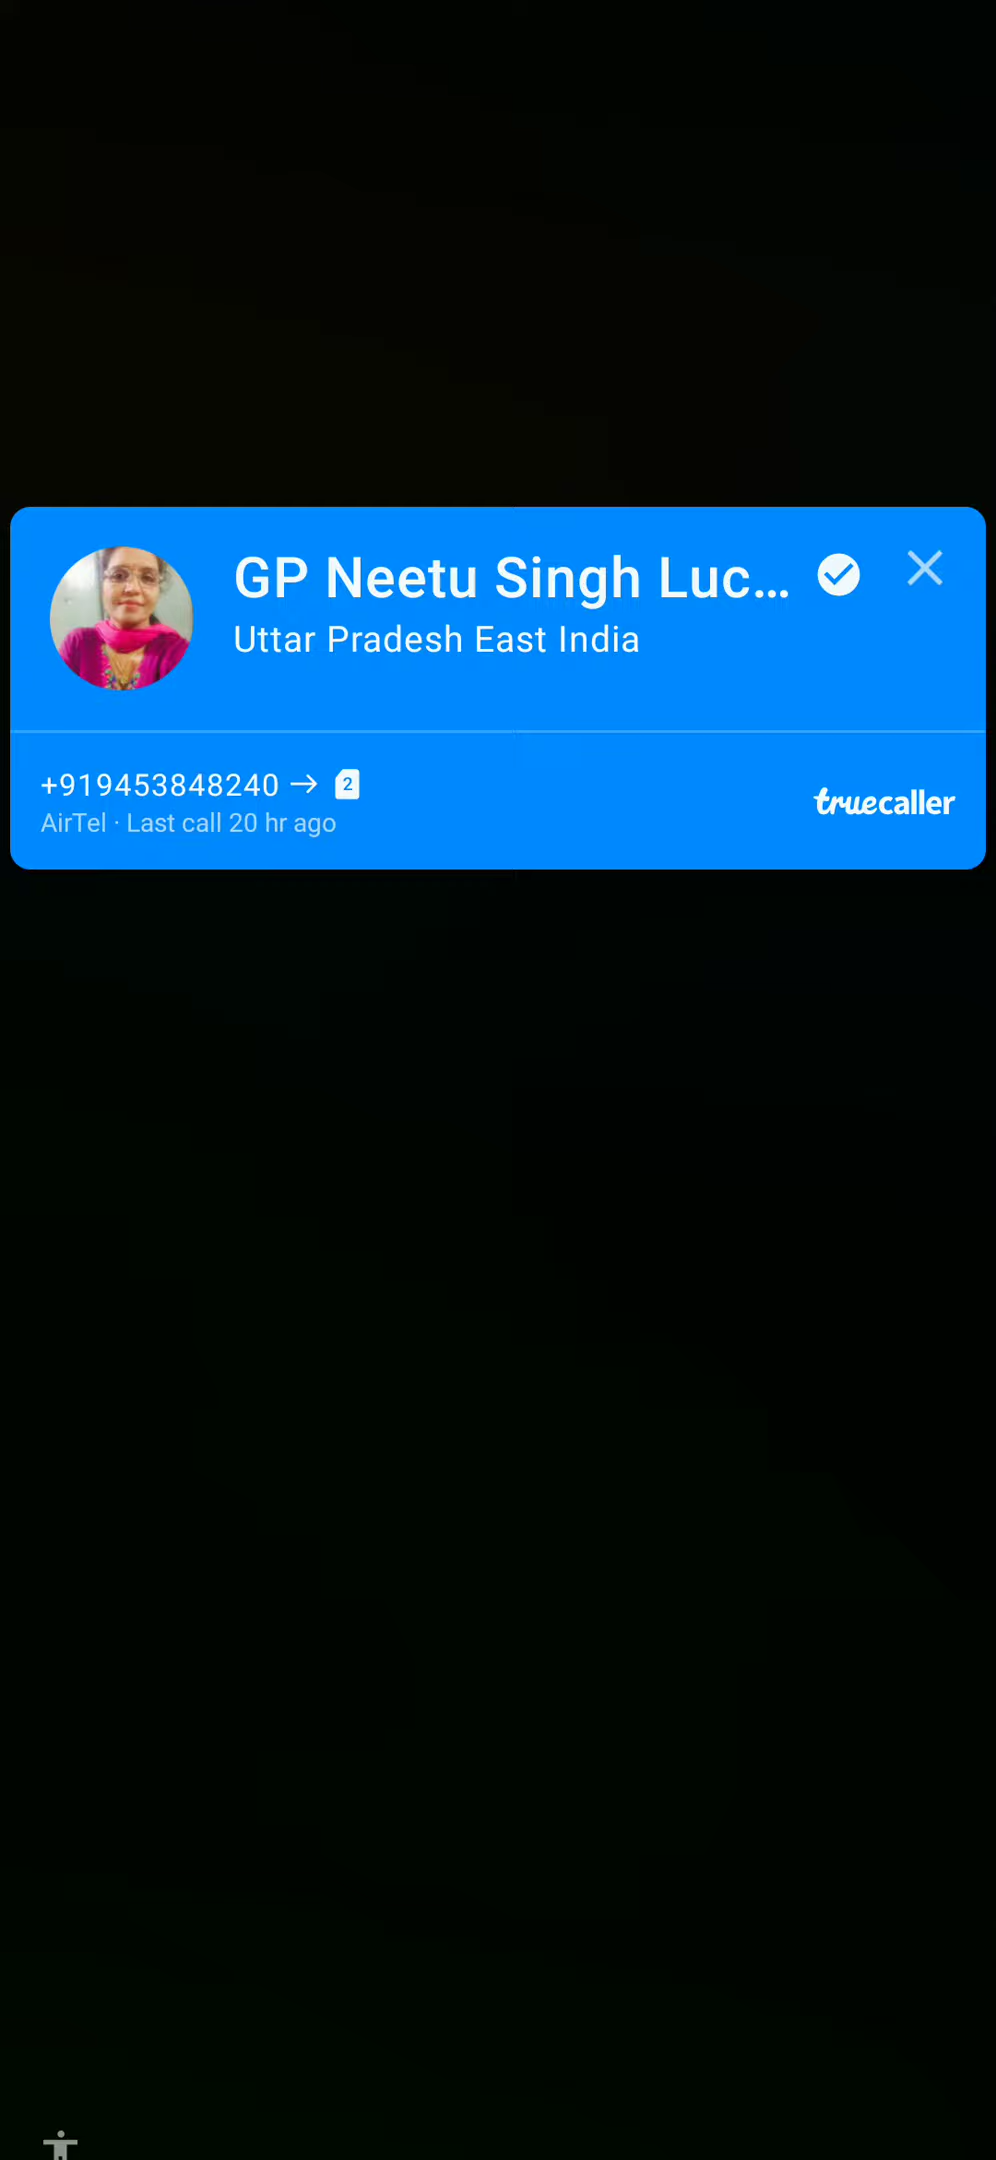 GP Neetu Singh Luc...
Uttar Pradesh East India
+919453848240 → 2
AirTel · Last call 20 hr ago
truecaller